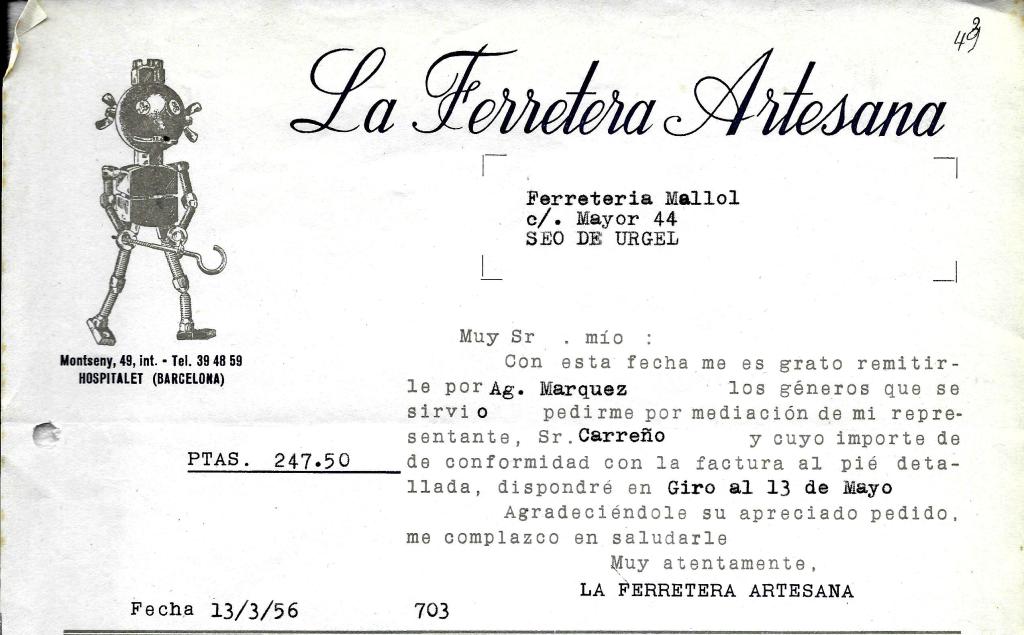 La Ferretera Artesana
Ferreteria Mallol
c/. Mayor 44
SEO DE URGEL
Montseny, 49, int. - Tel. 39 48 59
HOSPITALET (BARCELONA)
Muy Sr . mío :
Con esta fecha me es grato remitir-
le por Ag. Marquez los géneros que se
sirvio pedirme por mediación de mi repre-
sentante, Sr. Carreño y cuyo importe de
PTAS. 247.50 de conformidad con la factura al pié deta-
llada, dispondré en Giro al 13 de Mayo
Agradeciéndole su apreciado pedido,
me complazco en saludarle
Muy atentamente,
LA FERRETERA ARTESANA
Fecha 13/3/56 703